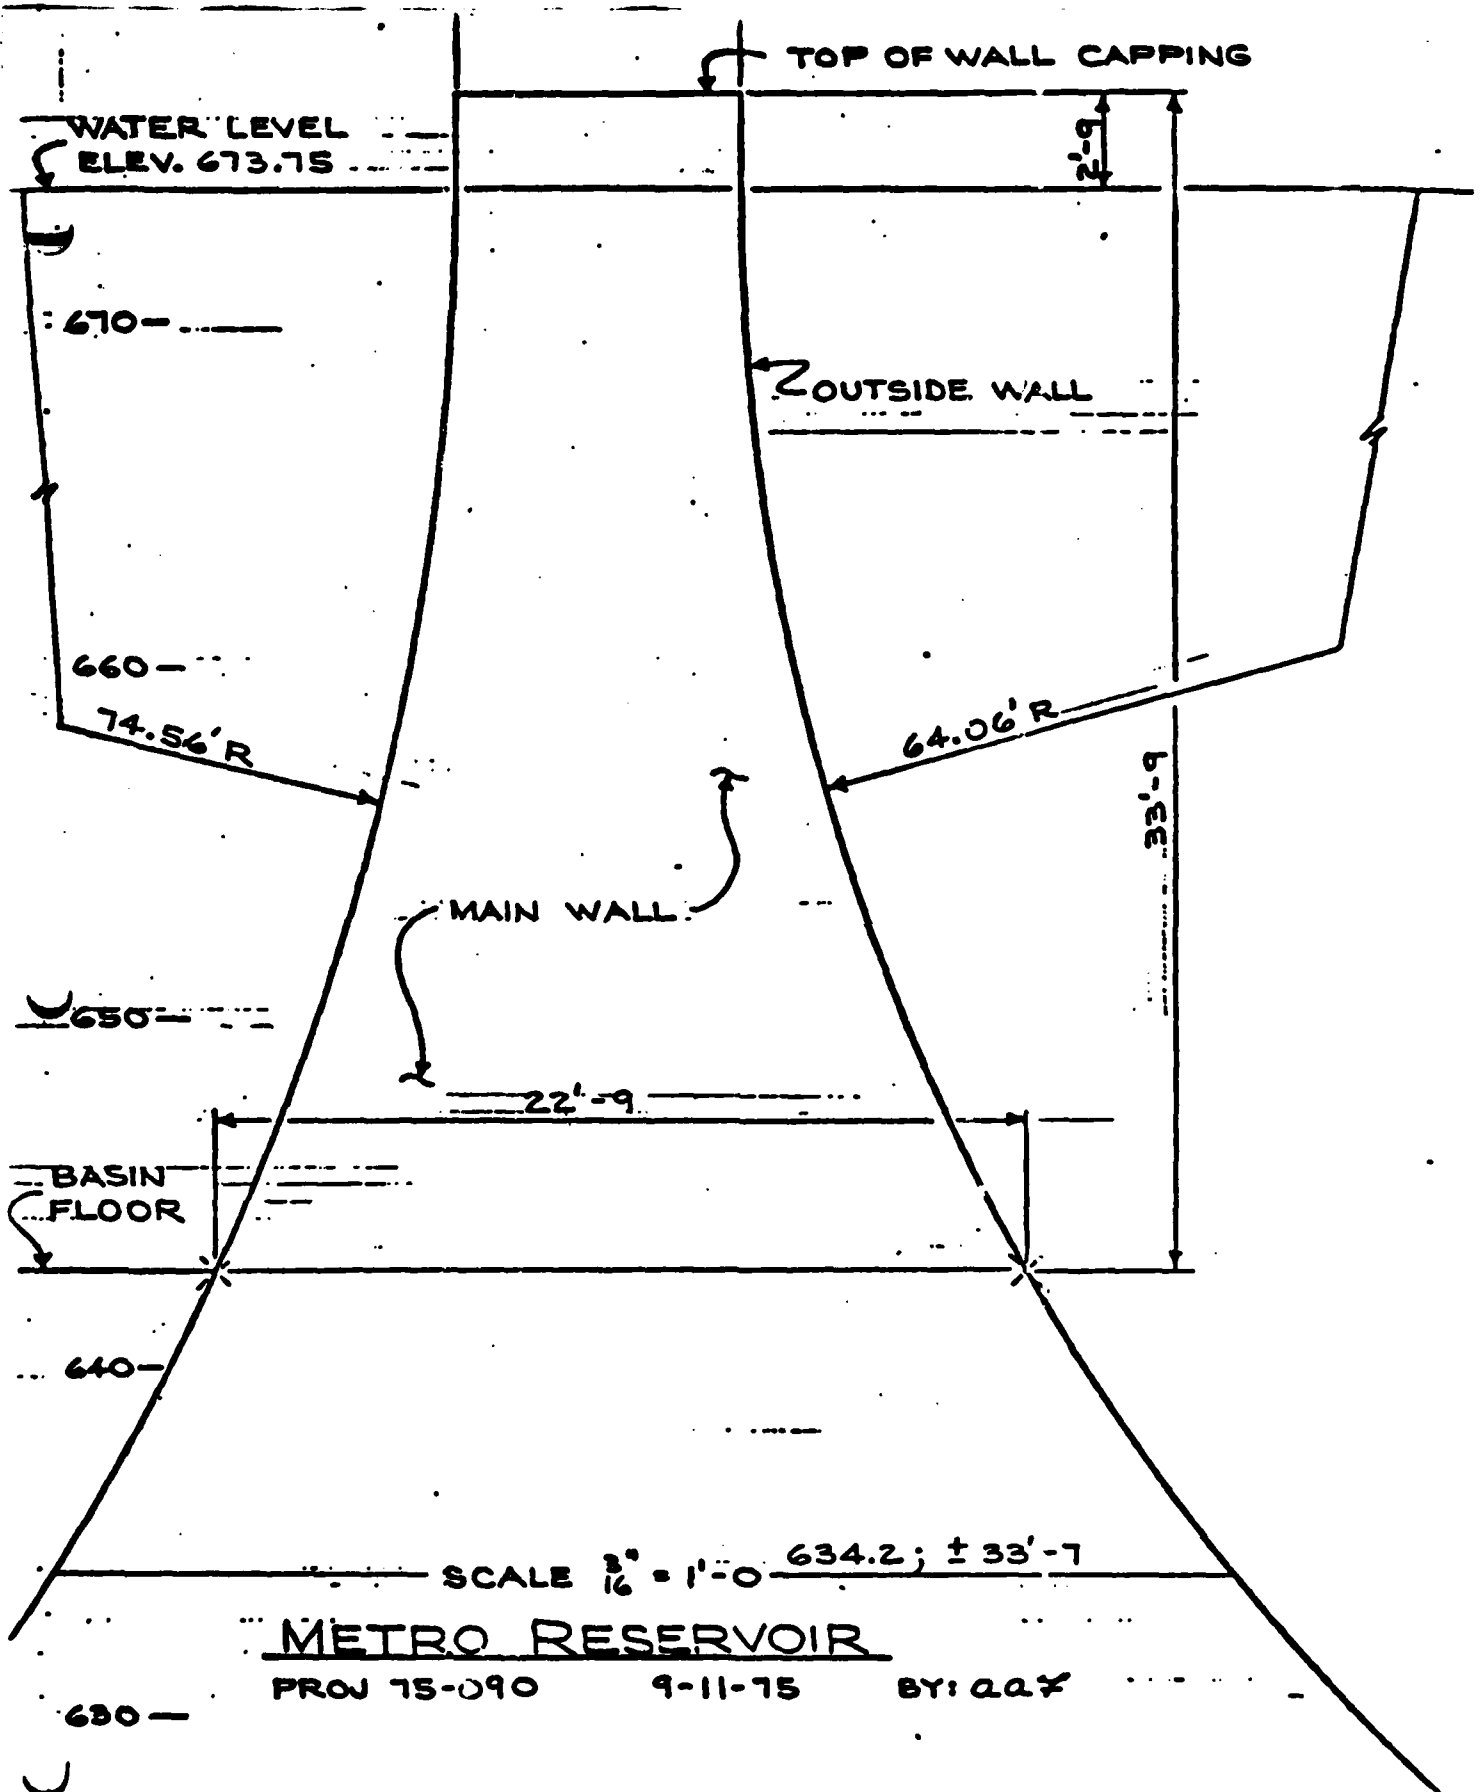 TOP OF WALL CAPPING
WATER LEVEL
ELEV. 673.75
2'-9
670
OUTSIDE WALL
660
74.56' R
64.06' R
33'-9
MAIN WALL
650
22'-9
BASIN
FLOOR
640
634.2; ± 33'-7
SCALE 3/16" = 1'-0
METRO RESERVOIR
PROJ 75-090 9-11-75 BY:
630